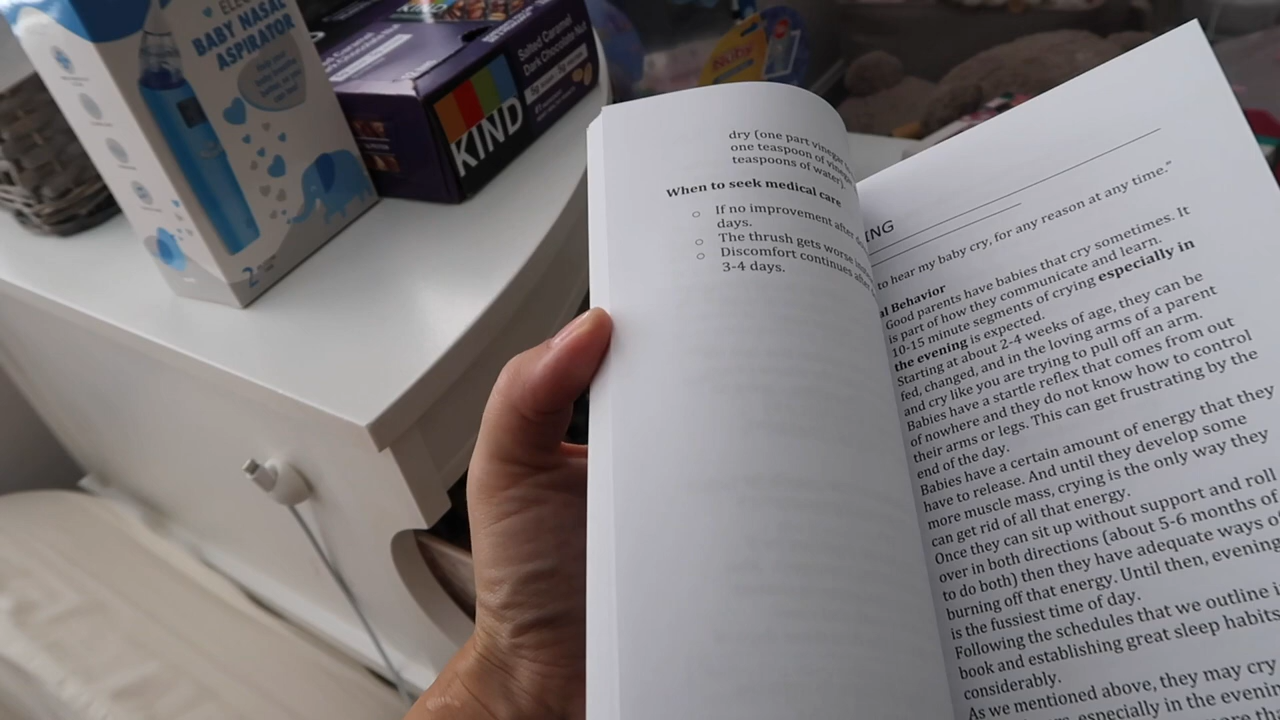 ELEC
BABY NASAL
ASPIRATOR
2
Salted Caramel
Dark Chocolate Nut
KIND
Nuby
dry (one part vinegar
one teaspoon of
teaspoons of water).
When to seek medical care
○ If no improvement after
days.
○ The thrush gets worse
○ Discomfort continues after
3-4 days.
ING
to hear my baby cry, for any reason at any time."
al Behavior
Good parents have babies that cry sometimes. It
is part of how they communicate and learn.
10-15 minute segments of crying especially in
the evening is expected.
Starting at about 2-4 weeks of age, they can be
fed, changed, and in the loving arms of a parent
and cry like you are trying to pull off an arm.
Babies have a startle reflex that comes from out
of nowhere and they do not know how to control
their arms or legs. This can get frustrating by the
end of the day.
Babies have a certain amount of energy that they
have to release. And until they develop some
more muscle mass, crying is the only way they
can get rid of all that energy.
Once they can sit up without support and roll
over in both directions (about 5-6 months of
to do both) then they have adequate ways of
burning off that energy. Until then, evening
is the fussiest time of day.
Following the schedules that we outline i
book and establishing great sleep habits
considerably.
As we mentioned above, they may cry
especially in the evenin